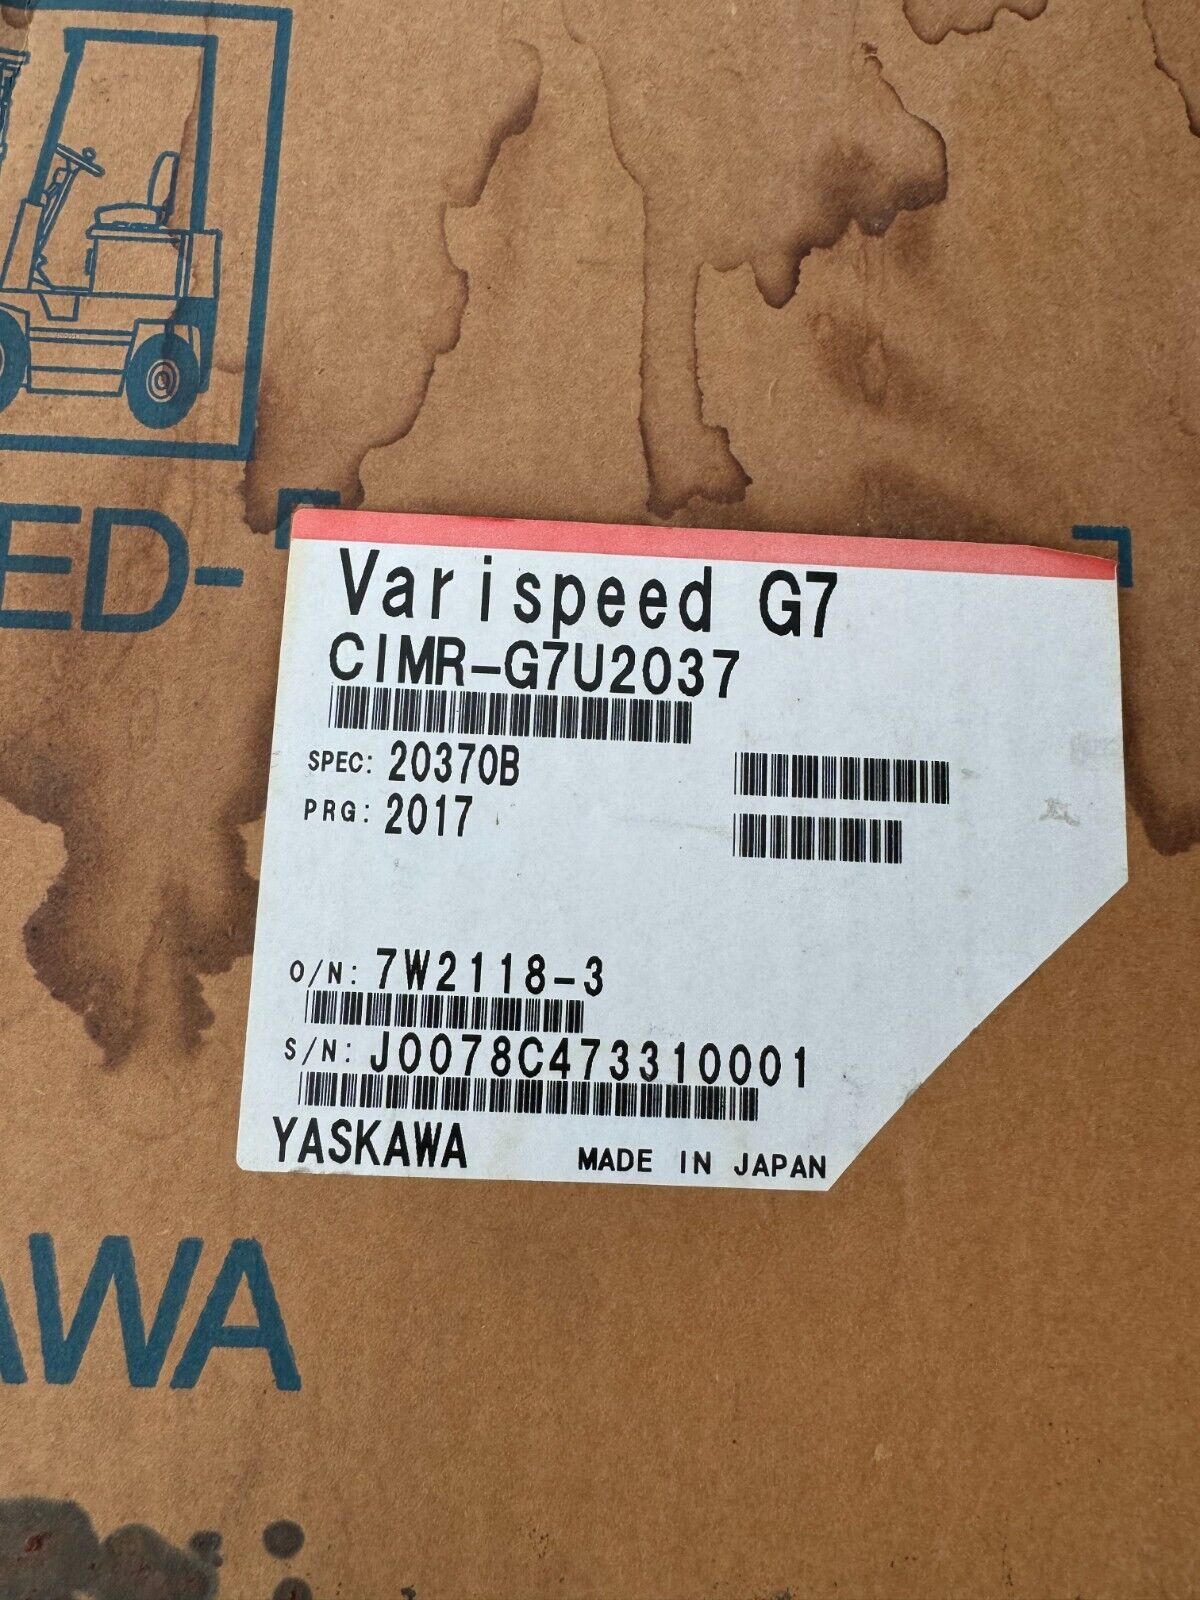 ED-
Varispeed G7
CIMR-G7U2037
SPEC: 20370B
PRG: 2017
O/N: 7W2118-3
S/N: J0078C473310001
YASKAWA MADE IN JAPAN
AWA